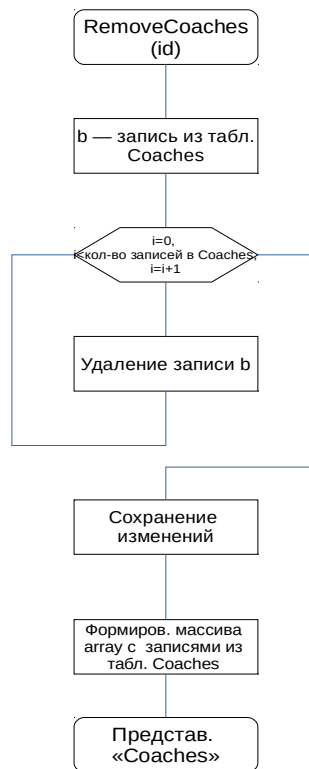 RemoveCoaches
(id)
b — запись из табл.
Coaches
i=0,
i<кол-во записей в Coaches,
i=i+1
Удаление записи b
Сохранение
изменений
Формиров. массива
array с записями из
табл. Coaches
Представ.
«Coaches»